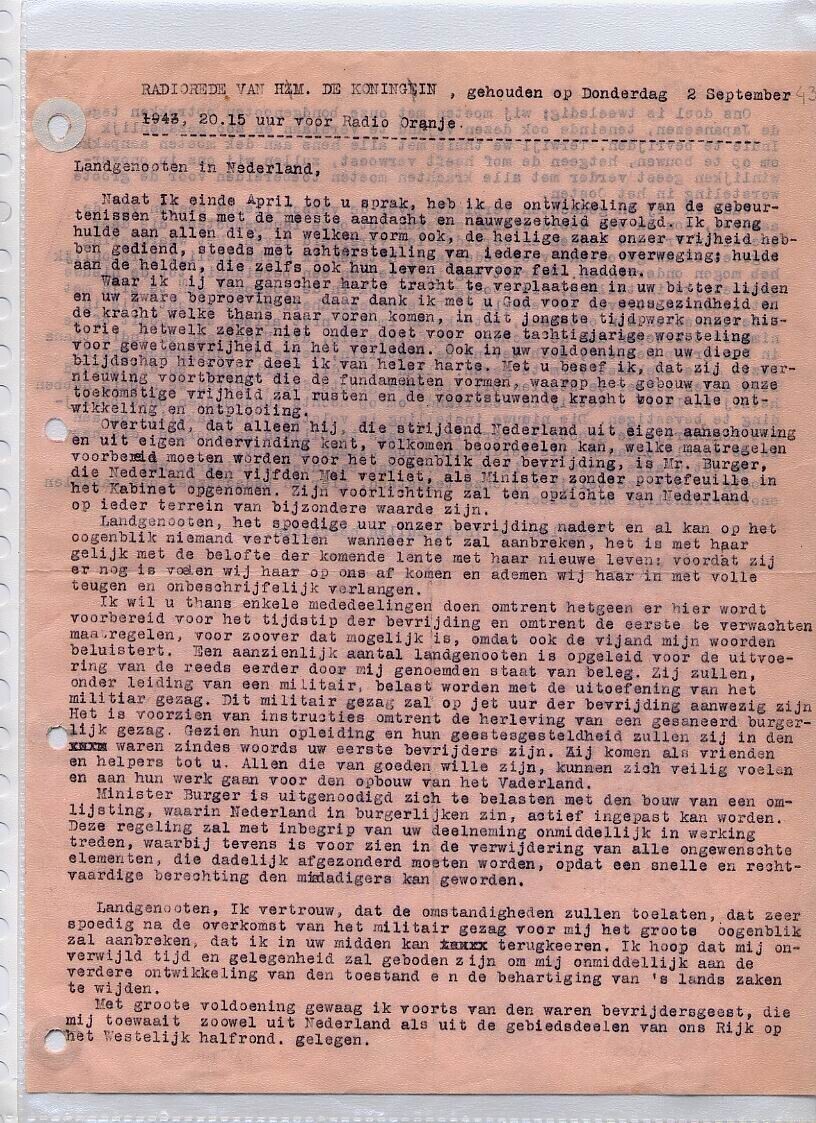 RADIOREDE VAN H.M. DE KONINGIN , gehouden op Donderdag 2 September 43
1943, 20.15 uur voor Radio Oranje.
Landgenooten in Nederland,
Nadat Ik einde April tot u sprak, heb ik de ontwikkeling van de gebeur-
tenissen thuis met de meeste aandacht en nauwgezetheid gevolgd. Ik breng
hulde aan allen die, in welken vorm ook, de heilige zaak onzer vrijheid heb-
ben gediend, steeds met achterstelling van iedere andere overweging; hulde
aan de helden, die zelfs ook hun leven daarvoor feil hadden.
Waar ik mij van ganscher harte tracht te verplaatsen in uw bitter lijden
en uw zware beproevingen daar dank ik met u God voor de eensgezindheid en
de kracht welke thans naar voren komen, in dit jongste tijdpwerk onzer his-
torie hetwelk zeker niet onder doet voor onze tachtigjarige worsteling
voor gewetensvrijheid in het verleden. Ook in uw voldoening en uw diepe
blijdschap hierover deel ik van heler harte. Met u besef ik, dat zij de ver-
nieuwing voortbrengt die de fundamenten vormen, waarop het gebouw van onze
toekomstige vrijheid zal rusten en de voortstuwende kracht voor alle ont-
wikkeling en ontplooiing.
Overtuigd, dat alleen hij, die strijdend Nederland uit eigen aanschouwing
en uit eigen ondervinding kent, volkomen beoordeelen kan, welke maatregelen
voorbereid moeten worden voor het oogenblik der bevrijding, is Mr. Burger,
die Nederland den vijfden Mei verliet, als Minister zonder portefeuille in
het Kabinet opgenomen. Zijn voorlichting zal ten opzichte van Nederland
op ieder terrein van bijzondere waarde zijn.
Landgenooten, het spoedige uur onzer bevrijding nadert en al kan op het
oogenblik niemand vertellen wanneer het zal aanbreken, het is met haar
gelijk met de belofte der komende lente met haar nieuwe leven: voordat zij
er nog is voelen wij haar op ons af komen en ademen wij haar in met volle
teugen en onbeschrijfelijk verlangen.
Ik wil u thans enkele mededeelingen doen omtrent hetgeen er hier wordt
voorbereid voor het tijdstip der bevrijding en omtrent de eerste te verwachten
maatregelen, voor zoover dat mogelijk is, omdat ook de vijand mijn woorden
beluistert. Een aanzienlijk aantal landgenooten is opgeleid voor de uitvoe-
ring van de reeds eerder door mij genoemden staat van beleg. Zij zullen,
onder leiding van een militair, belast worden met de uitoefening van het
militiar gezag. Dit militair gezag zal op jet uur der bevrijding aanwezig zijn
Het is voorzien van instructies omtrent de herleving van een gesaneerd burger-
lijk gezag. Gezien hun opleiding en hun geestesgesteldheid zullen zij in den
xxxx waren zindes woords uw eerste bevrijders zijn. Zij komen als vrienden
en helpers tot u. Allen die van goeden wille zijn, kunnen zich veilig voelen
en aan hun werk gaan voor den opbouw van het Vaderland.
Minister Burger is uitgenoodigd zich te belasten met den bouw van een om-
lijsting, waarin Nederland in burgerlijken zin, actief ingepast kan worden.
Deze regeling zal met inbegrip van uw deelneming onmiddellijk in werking
treden, waarbij tevens is voor zien in de verwijdering van alle ongewenschte
elementen, die dadelijk afgezonderd moeten worden, opdat een snelle en recht-
vaardige berechting den misdadigers kan geworden.
Landgenooten, Ik vertrouw, dat de omstandigheden zullen toelaten, dat zeer
spoedig na de overkomst van het militair gezag voor mij het groote oogenblik
zal aanbreken, dat ik in uw midden kan xxxxx terugkeeren. Ik hoop dat mij on-
verwijld tijd en gelegenheid zal geboden zijn om mij onmiddellijk aan de
verdere ontwikkeling van den toestand e n de behartiging van 's lands zaken
te wijden.
Met groote voldoening gewaag ik voorts van den waren bevrijdersgeest, die
mij toewaait zoowel uit Nederland als uit de gebiedsdeelen van ons Rijk op
het Westelijk halfrond. gelegen.